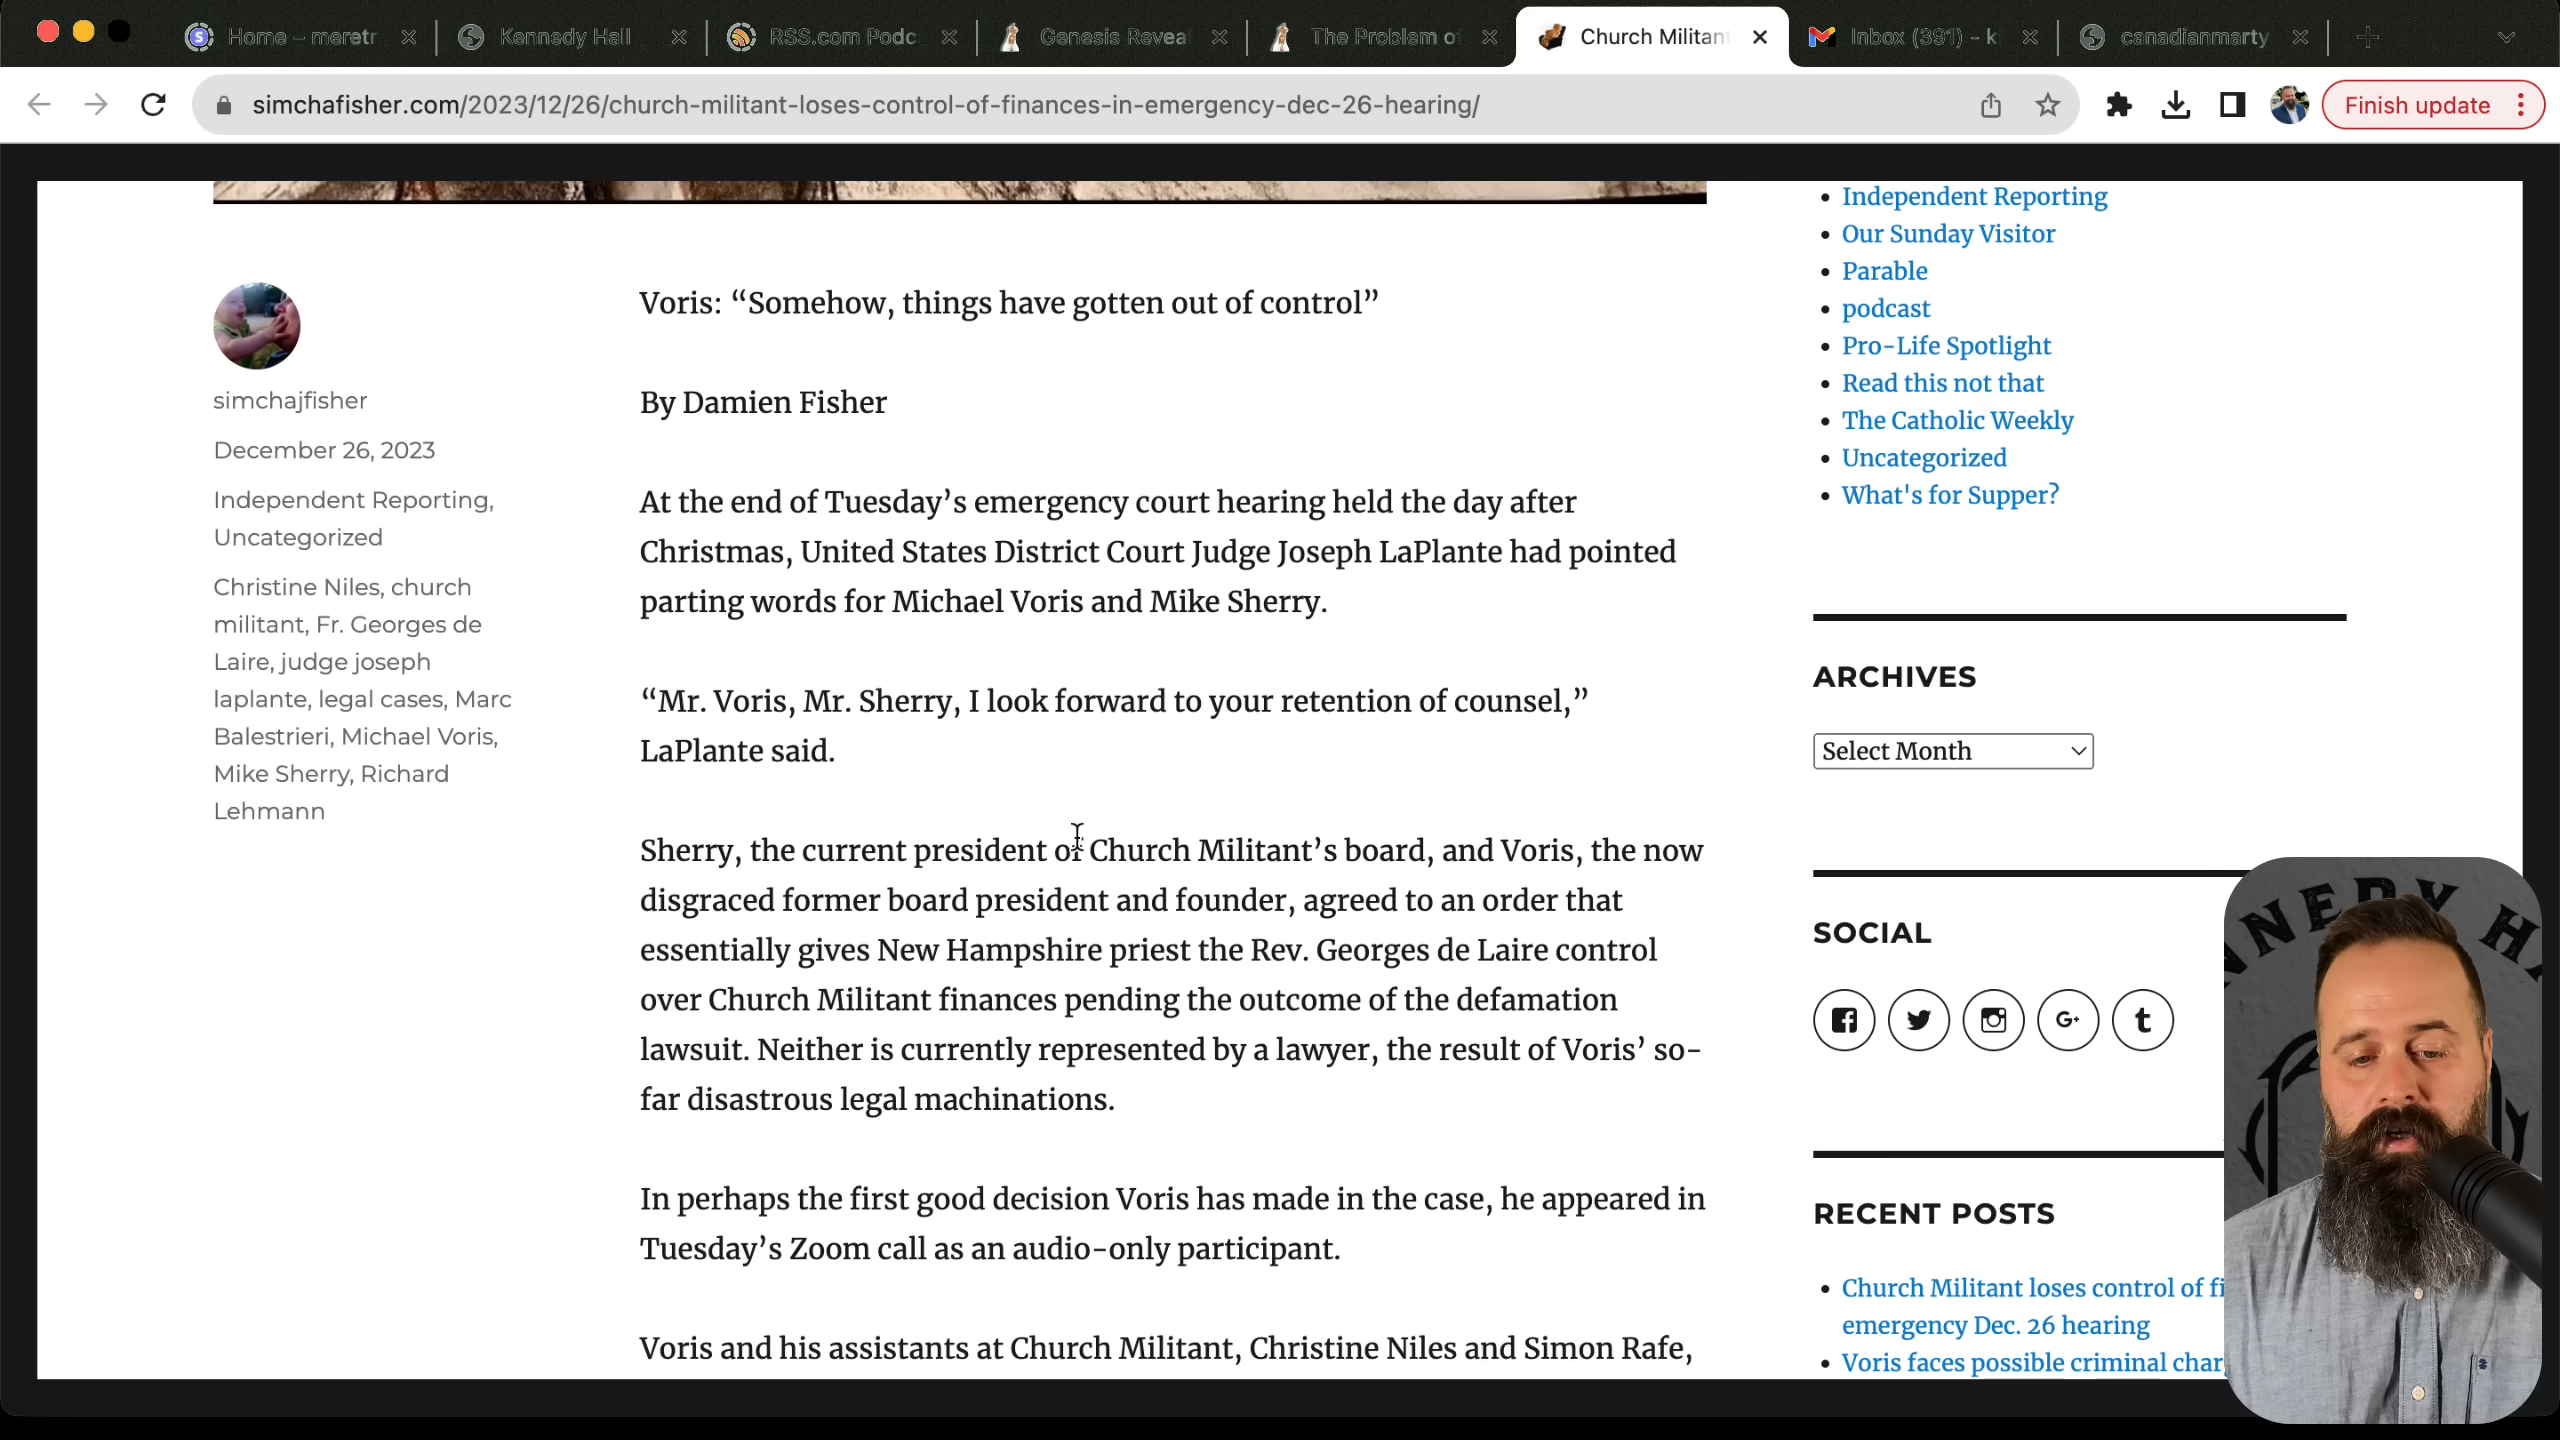 Home – meretr
Kennedy Hall
RSS.com Podc
Genesis Reveal
The Problem of
Church Militan
Inbox (391) - k
canadianmarty
simchafisher.com/2023/12/26/church-militant-loses-control-of-finances-in-emergency-dec-26-hearing/
Finish update
simchajfisher
December 26, 2023
Independent Reporting,
Uncategorized
Christine Niles, church
militant, Fr. Georges de
Laire, judge joseph
laplante, legal cases, Marc
Balestrieri, Michael Voris,
Mike Sherry, Richard
Lehmann
Voris: “Somehow, things have gotten out of control”
By Damien Fisher
At the end of Tuesday’s emergency court hearing held the day after
Christmas, United States District Court Judge Joseph LaPlante had pointed
parting words for Michael Voris and Mike Sherry.
“Mr. Voris, Mr. Sherry, I look forward to your retention of counsel,”
LaPlante said.
Sherry, the current president of Church Militant’s board, and Voris, the now
disgraced former board president and founder, agreed to an order that
essentially gives New Hampshire priest the Rev. Georges de Laire control
over Church Militant finances pending the outcome of the defamation
lawsuit. Neither is currently represented by a lawyer, the result of Voris’ so-
far disastrous legal machinations.
In perhaps the first good decision Voris has made in the case, he appeared in
Tuesday’s Zoom call as an audio-only participant.
Voris and his assistants at Church Militant, Christine Niles and Simon Rafe,
Independent Reporting
Our Sunday Visitor
Parable
podcast
Pro-Life Spotlight
Read this not that
The Catholic Weekly
Uncategorized
What's for Supper?
ARCHIVES
Select Month
SOCIAL
RECENT POSTS
Church Militant loses control of fi
emergency Dec. 26 hearing
Voris faces possible criminal char
NNEDY HA